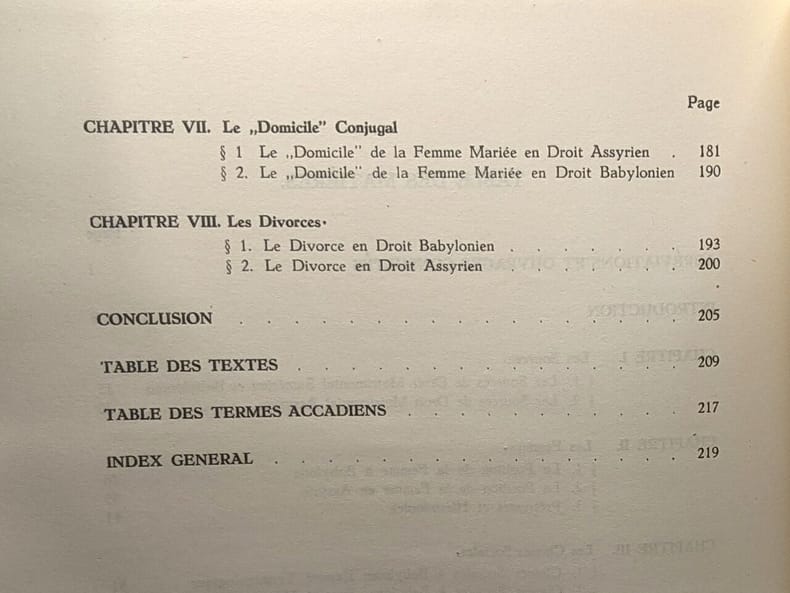 Page
CHAPITRE VII. Le „Domicile” Conjugal
§ 1 Le „Domicile” de la Femme Mariée en Droit Assyrien . 181
§ 2. Le „Domicile” de la Femme Mariée en Droit Babylonien 190
CHAPITRE VIII. Les Divorces.
§ 1. Le Divorce en Droit Babylonien . . . . . . . 193
§ 2. Le Divorce en Droit Assyrien . . . . . . . 200
CONCLUSION . . . . . . . . . . . . . . . . 205
TABLE DES TEXTES . . . . . . . . . . . . . . 209
TABLE DES TERMES ACCADIENS . . . . . . . . . . 217
INDEX GENERAL . . . . . . . . . . . . . . . 219